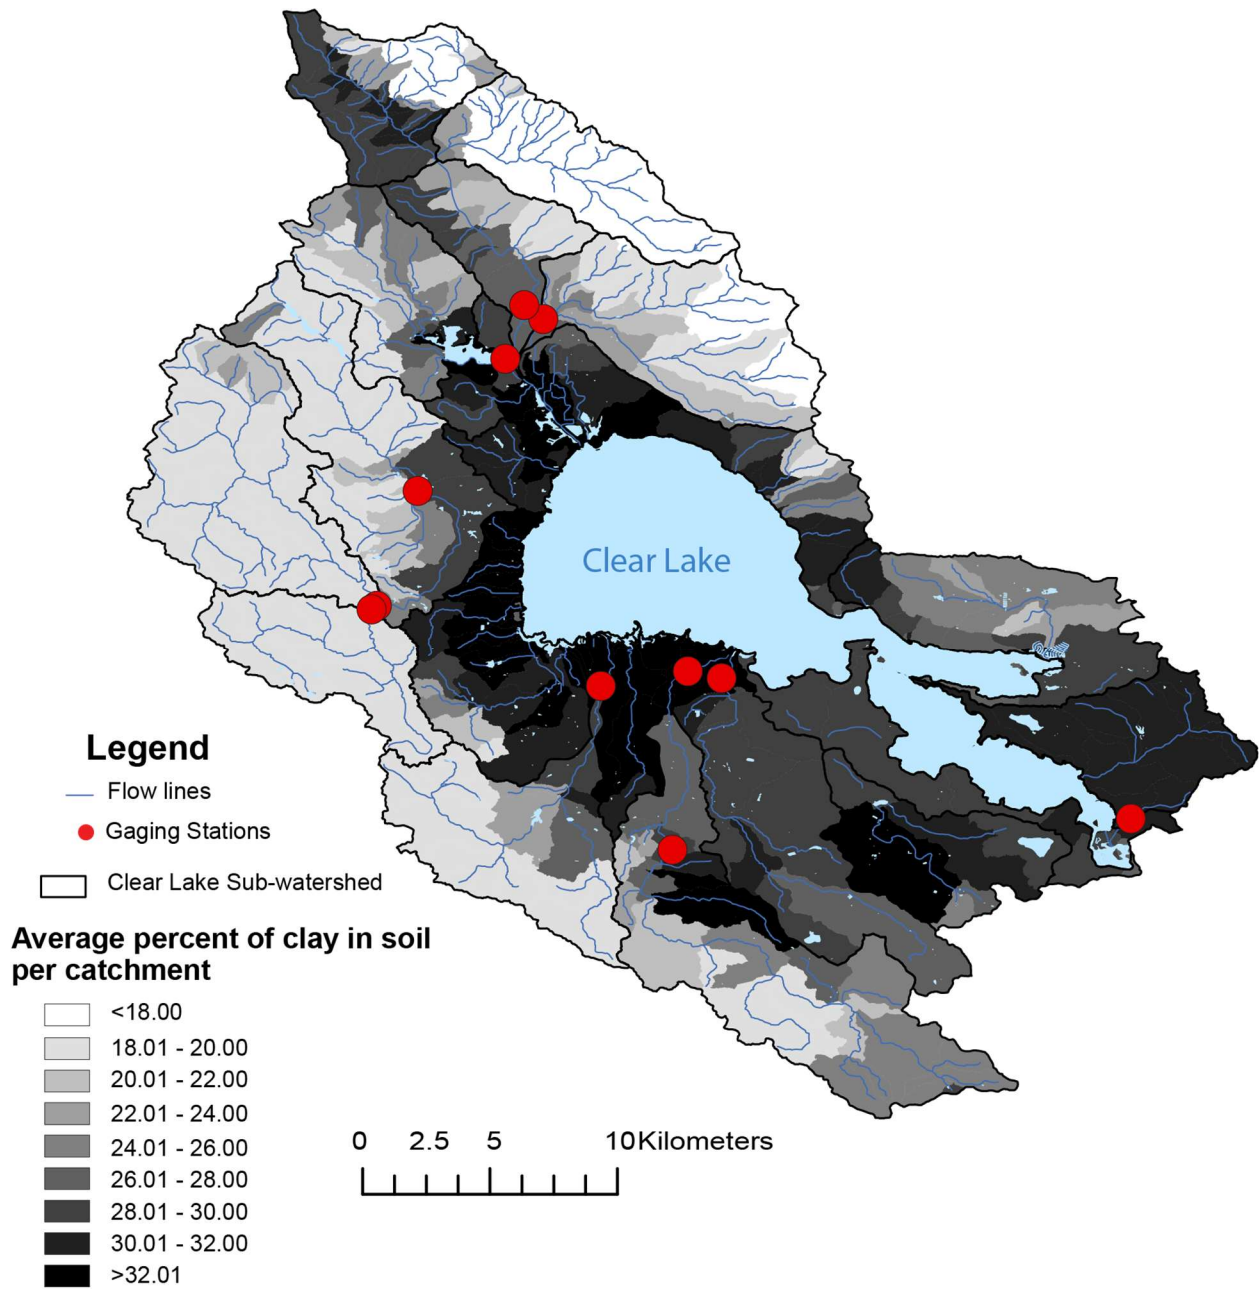 Clear Lake
Legend
Flow lines
Gaging Stations
Clear Lake Sub-watershed
Average percent of clay in soil
per catchment
<18.00
18.01 - 20.00
20.01 - 22.00
22.01 - 24.00
24.01 - 26.00
26.01 - 28.00
28.01 - 30.00
30.01 - 32.00
>32.01
0 2.5 5 10Kilometers